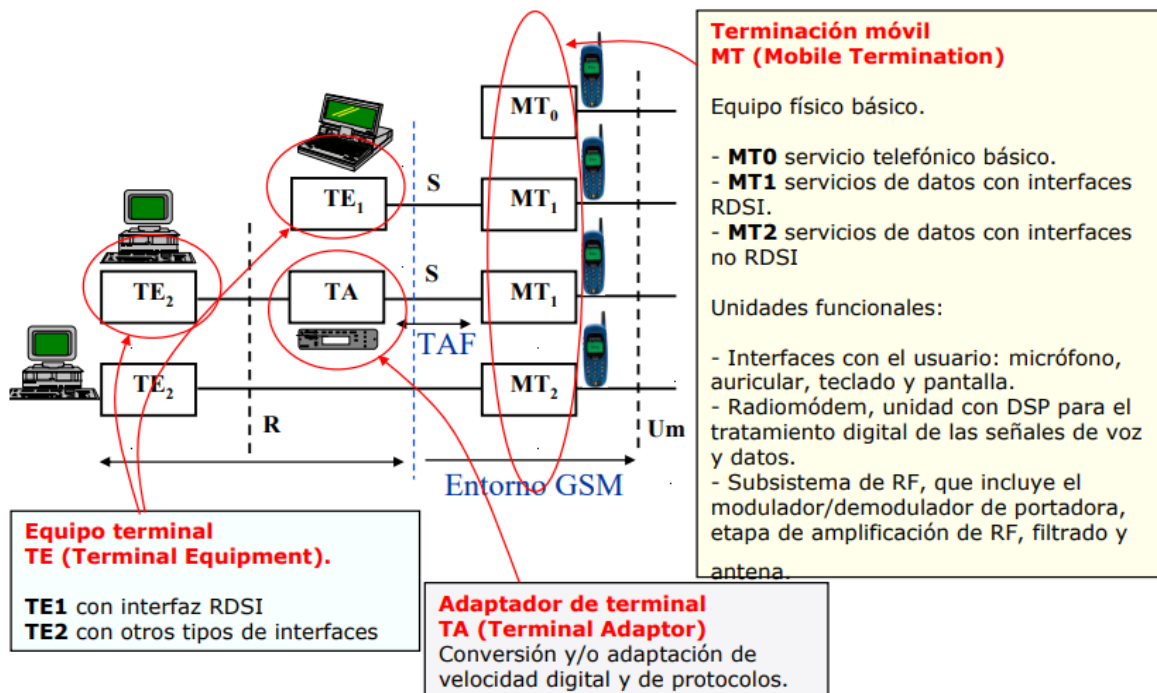 Terminación móvil
MT (Mobile Termination)
Equipo físico básico.
- MT0 servicio telefónico básico.
- MT1 servicios de datos con interfaces
RDSI.
- MT2 servicios de datos con interfaces
no RDSI
Unidades funcionales:
- Interfaces con el usuario: micrófono,
auricular, teclado y pantalla.
- Radiomódem, unidad con DSP para el
tratamiento digital de las señales de voz
y datos.
- Subsistema de RF, que incluye el
modulador/demodulador de portadora,
etapa de amplificación de RF, filtrado y
antena.
MT0
TE1
S
MT1
TE2
TA
S
MT1
TAF
TE2
MT2
R
Um
Entorno GSM
Equipo terminal
TE (Terminal Equipment).
TE1 con interfaz RDSI
TE2 con otros tipos de interfaces
Adaptador de terminal
TA (Terminal Adaptor)
Conversión y/o adaptación de
velocidad digital y de protocolos.